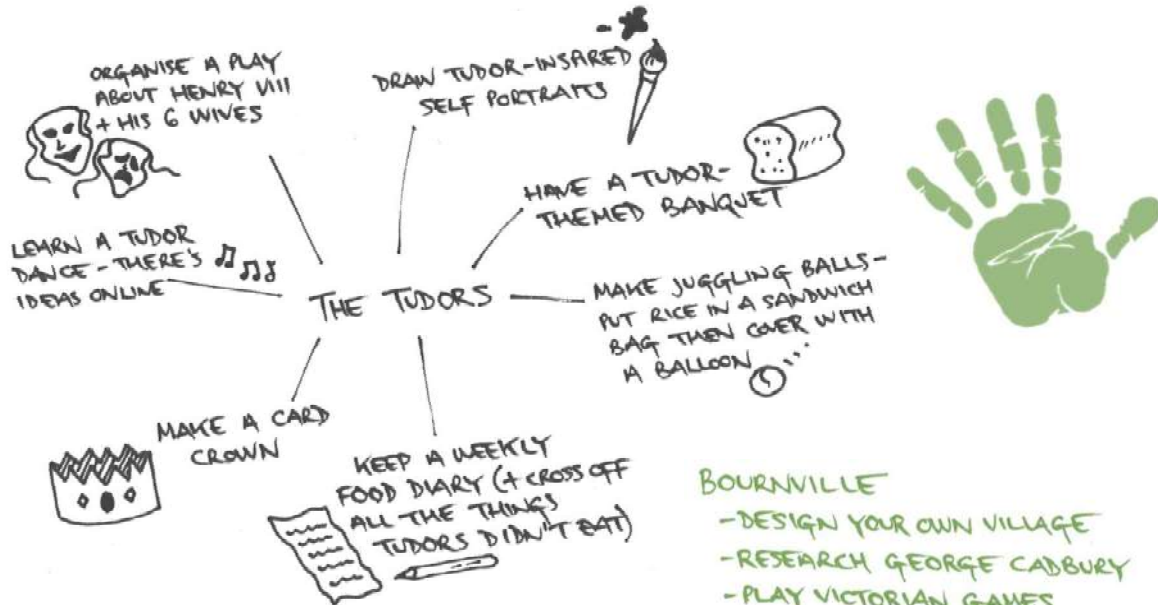 ORGANISE A PLAY
ABOUT HENRY VIII
+ HIS 6 WIVES
DRAW TUDOR-INSPIRED
SELF PORTRAITS
HAVE A TUDOR-
THEMED BANQUET
LEARN A TUDOR
DANCE - THERE'S
IDEAS ONLINE
THE TUDORS
MAKE JUGGLING BALLS-
PUT RICE IN A SANDWICH
BAG THEN COVER WITH
A BALLOON
MAKE A CARD
CROWN
KEEP A WEEKLY
FOOD DIARY (+ CROSS OFF
ALL THE THINGS
TUDORS DIDN'T EAT)
BOURNVILLE
-DESIGN YOUR OWN VILLAGE
-RESEARCH GEORGE CADBURY
-PLAY VICTORIAN GAMES